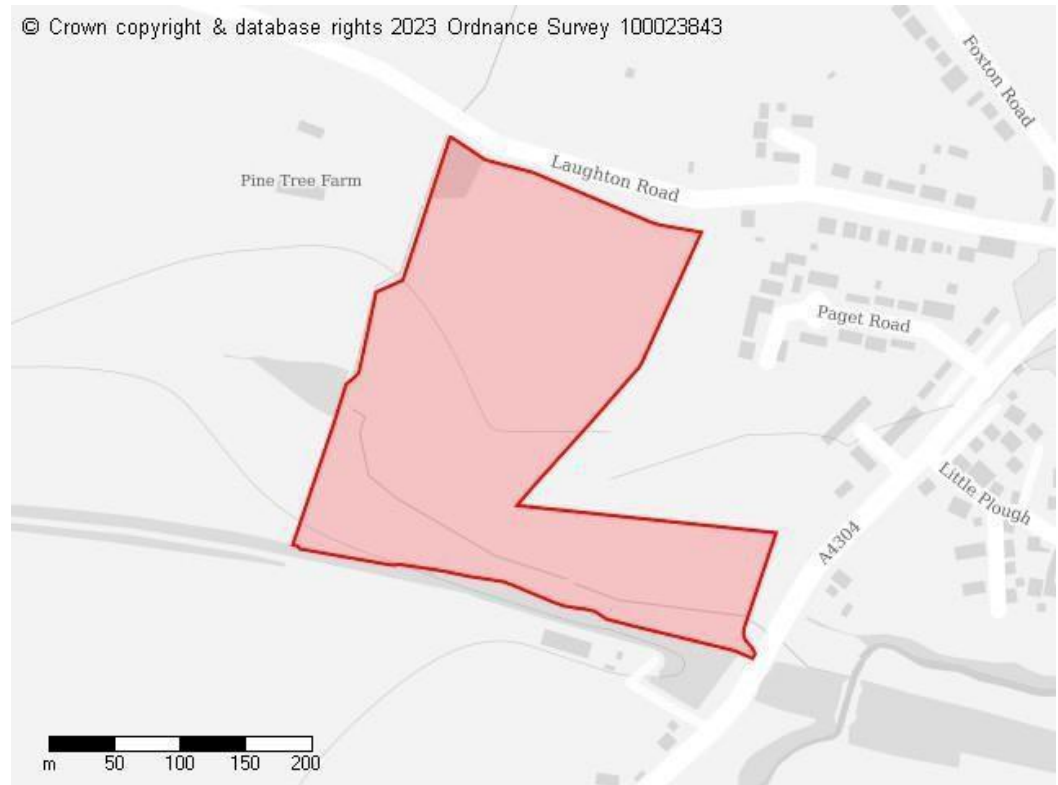 © Crown copyright & database rights 2023 Ordnance Survey 100023843
Foxton Road
Laughton Road
Pine Tree Farm
Paget Road
Little Plough
A4304
m 50 100 150 200